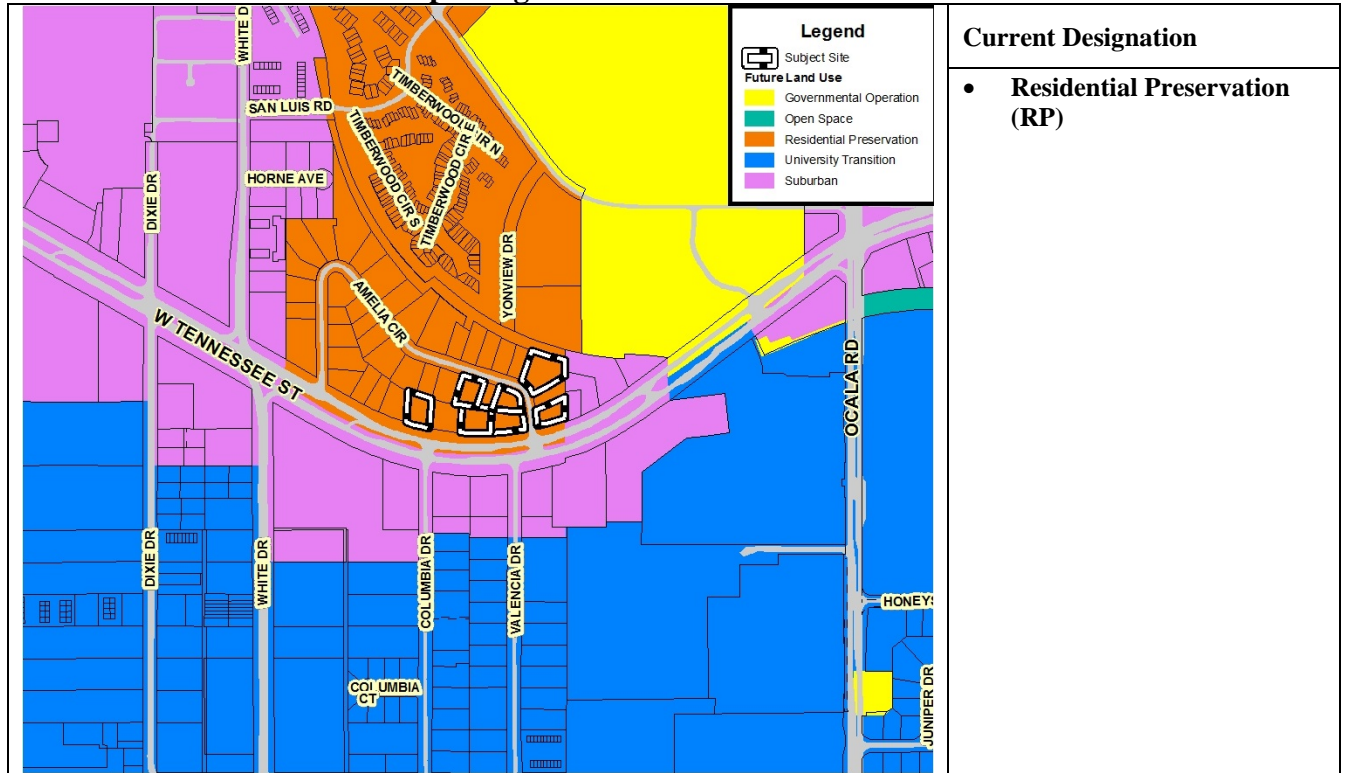 Legend
Subject Site
Future Land Use
Governmental Operation
Open Space
Residential Preservation
University Transition
Suburban
Current Designation
• Residential Preservation
(RP)
WHITE D
SAN LUIS RD
TIMBERWOOD CIR S
TIMBERWOOD CIR E
HORNE AVE
DIXIE DR
YONVIEW DR
AMELIA CIR
W TENNESSEE ST
OCALA RD
DIXIE DR
WHITE DR
COLUMBIA DR
VALENCIA DR
HONEYS
COLUMBIA
CT
JUNIPER DR